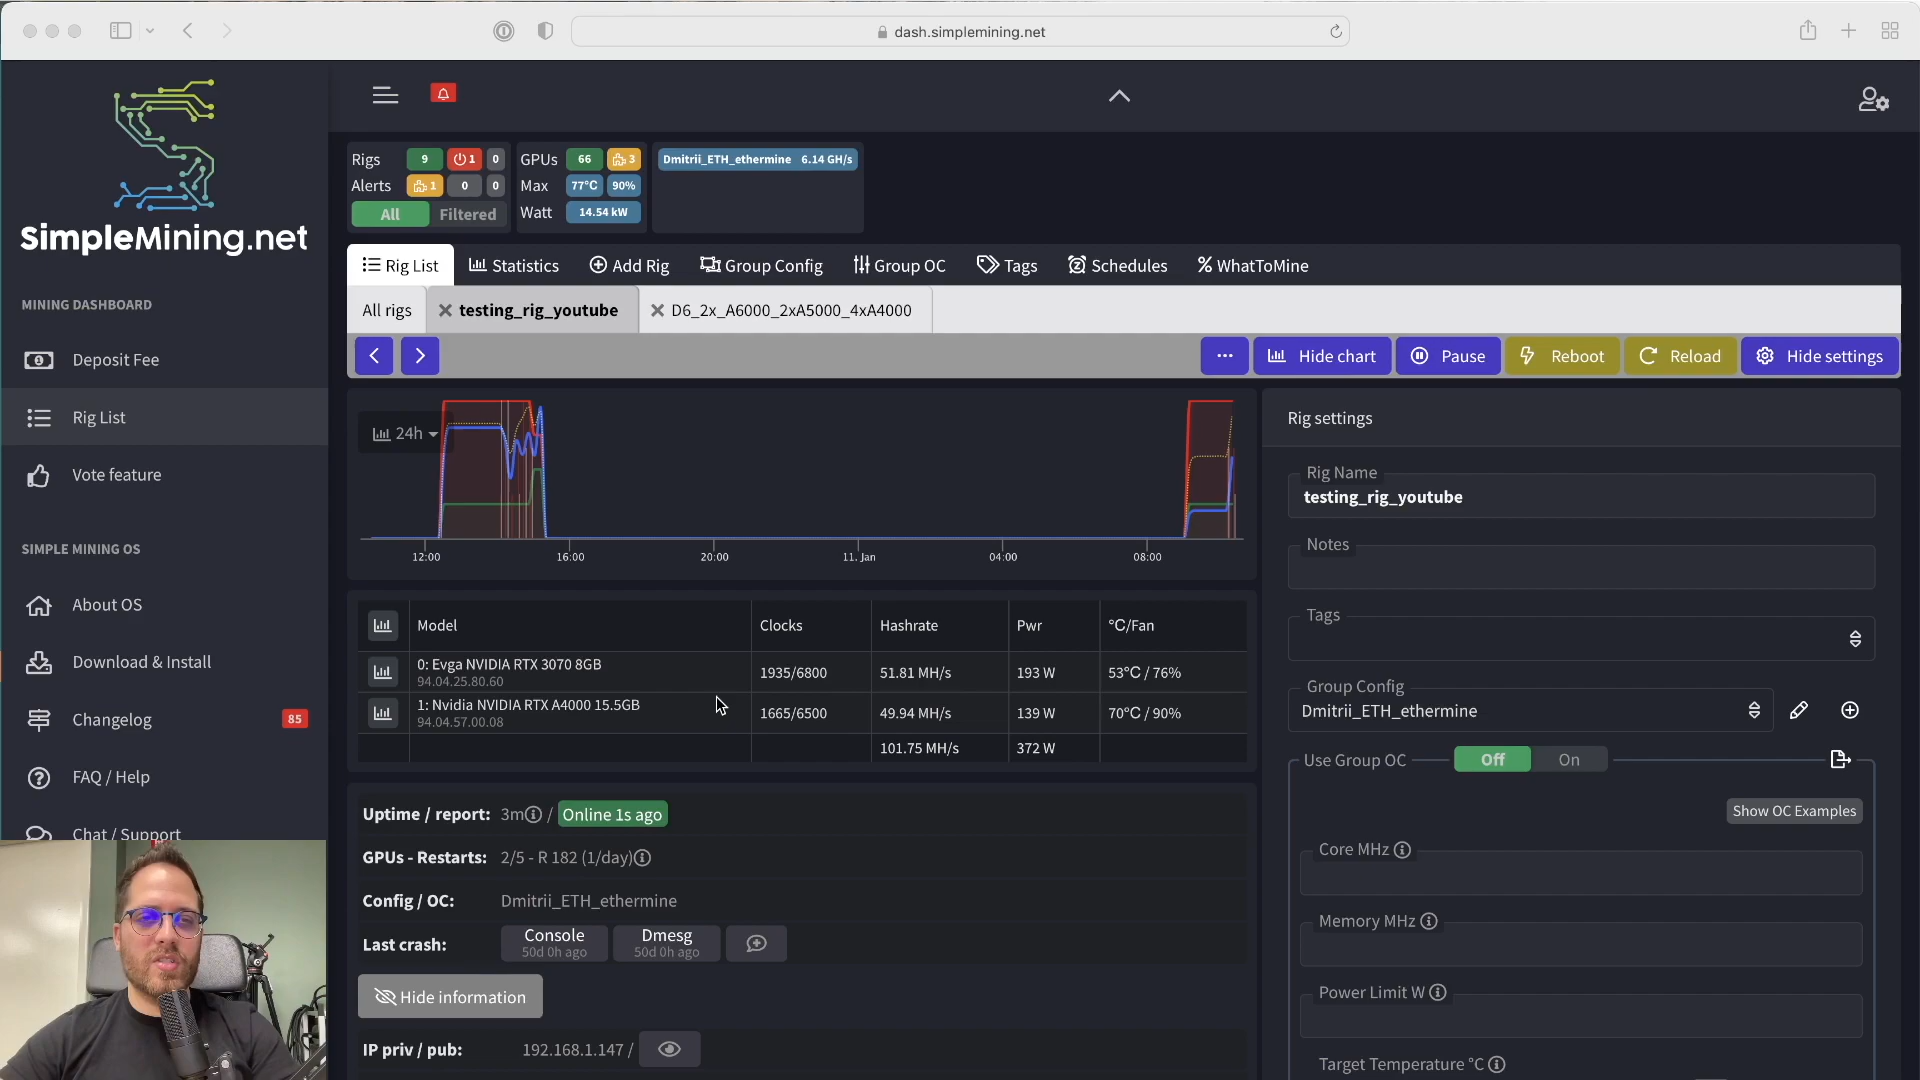 dash.simplemining.net
SimpleMining.net
MINING DASHBOARD
Deposit Fee
Rig List
Vote feature
SIMPLE MINING OS
About OS
Download & Install
Changelog 85
FAQ / Help
Chat / Support
Rigs 9 1 0
Alerts 1 0 0
All Filtered
GPUs 66 3
Max 77°C 90%
Watt 14.54 kW
Dmitrii_ETH_ethermine 6.14 GH/s
Rig List Statistics Add Rig Group Config Group OC Tags Schedules % WhatToMine
All rigs testing_rig_youtube D6_2x_A6000_2xA5000_4xA4000
Hide chart Pause Reboot Reload Hide settings
24h
12:00 16:00 20:00 11. Jan 04:00 08:00
Model Clocks Hashrate Pwr °C/Fan
0: Evga NVIDIA RTX 3070 8GB 1935/6800 51.81 MH/s 193 W 53°C / 76%
94.04.25.80.60
1: Nvidia NVIDIA RTX A4000 15.5GB 1665/6500 49.94 MH/s 139 W 70°C / 90%
94.04.57.00.08
101.75 MH/s 372 W
Uptime / report: 3m / Online 1s ago
GPUs - Restarts: 2/5 - R 182 (1/day)
Config / OC: Dmitrii_ETH_ethermine
Last crash: Console Dmesg
50d 0h ago 50d 0h ago
Hide information
IP priv / pub: 192.168.1.147 /
Rig settings
Rig Name
testing_rig_youtube
Notes
Tags
Group Config
Dmitrii_ETH_ethermine
Use Group OC Off On
Show OC Examples
Core MHz
Memory MHz
Power Limit W
Target Temperature °C